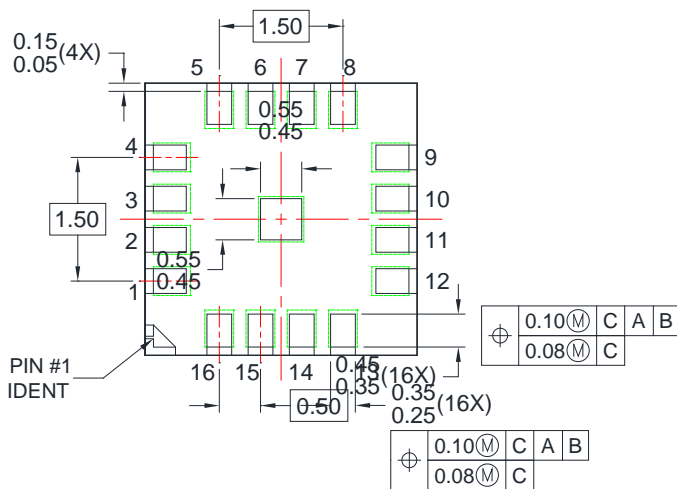 1.50
0.15
0.05(4X)
5 6 7 8
0.55
0.45
4 9
3 10
1.50
2 11
0.55
0.45
1 12
0.10Ⓜ C A B
0.08Ⓜ C
PIN #1
IDENT
16 15 14 13
0.45
0.35(16X)
0.50
0.35
0.25(16X)
0.10Ⓜ C A B
0.08Ⓜ C